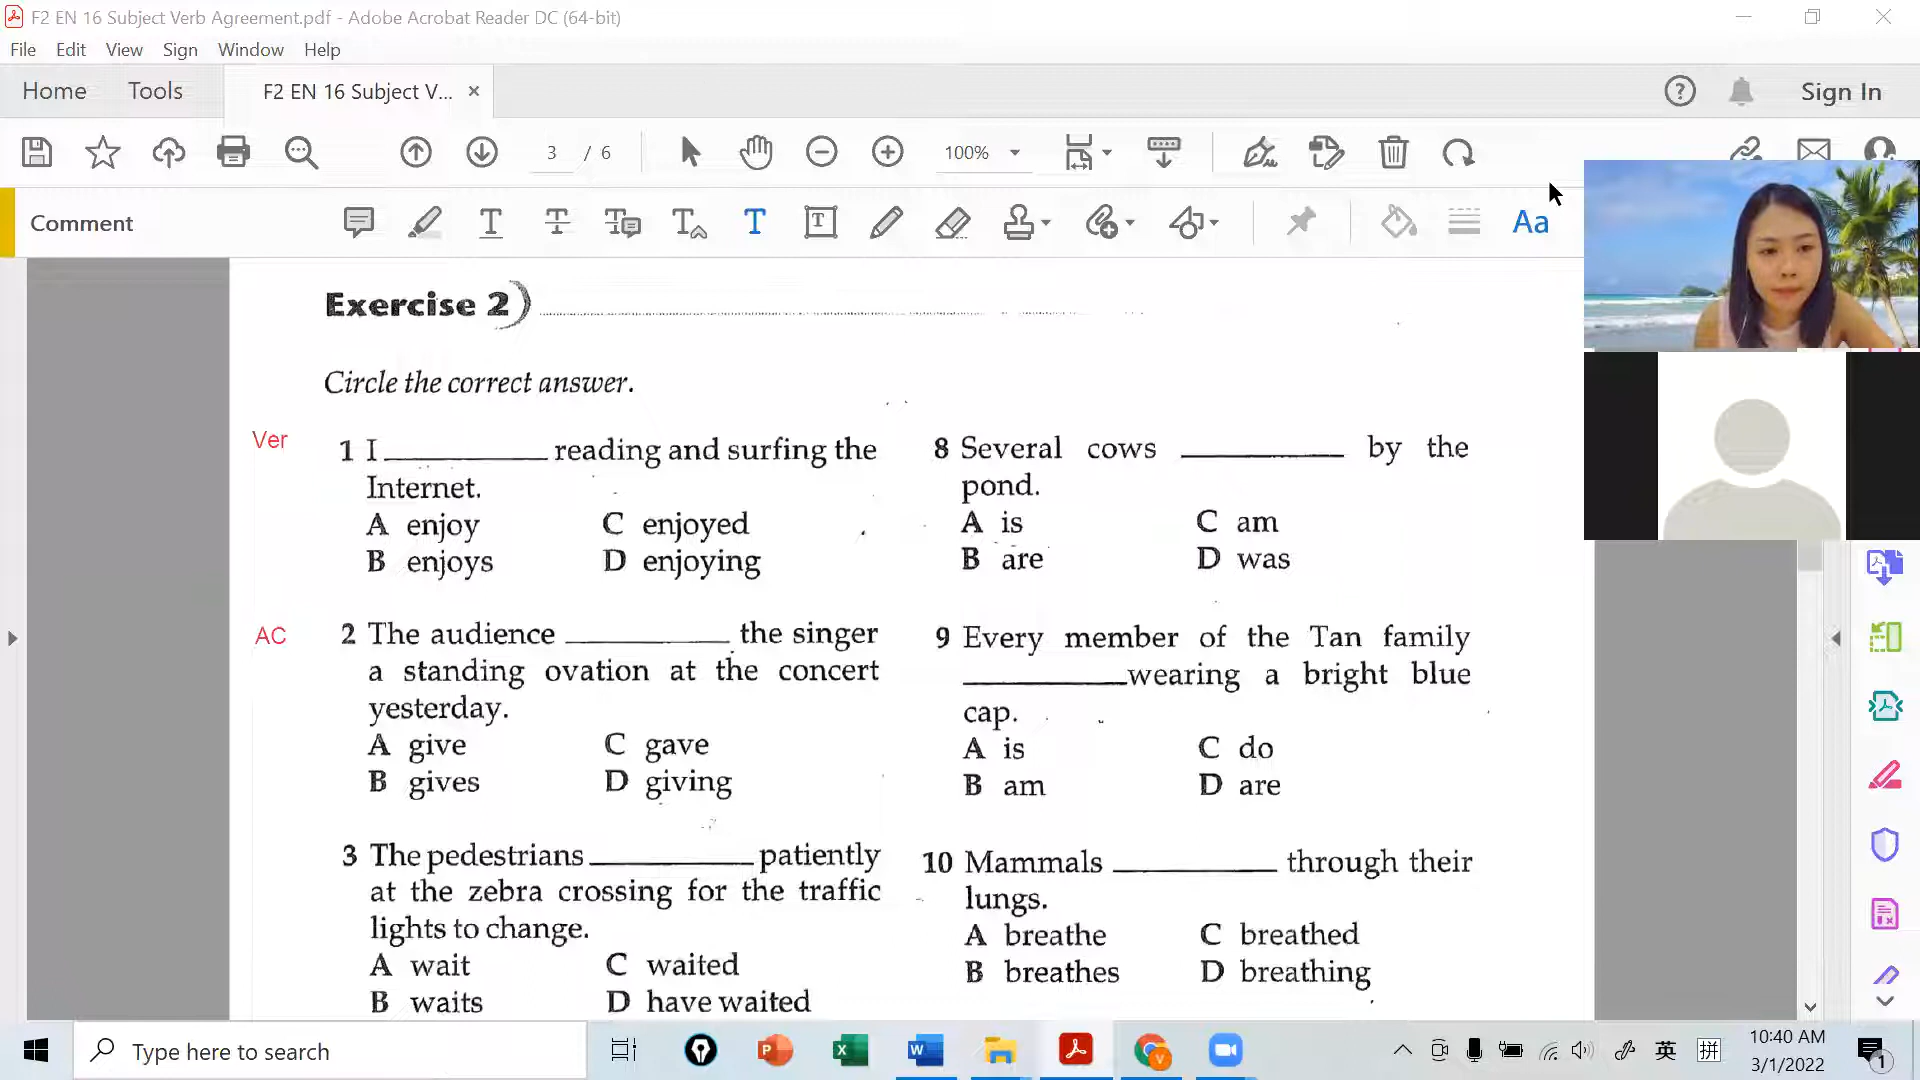 F2 EN 16 Subject Verb Agreement.pdf - Adobe Acrobat Reader DC (64-bit)
File Edit View Sign Window Help
Home Tools F2 EN 16 Subject V... × Sign In
3 / 6 100%
Comment Aa
Exercise 2)
Circle the correct answer.
Ver
1 I __________ reading and surfing the
Internet.
A enjoy C enjoyed
B enjoys D enjoying
AC
2 The audience __________ the singer
a standing ovation at the concert
yesterday.
A give C gave
B gives D giving
3 The pedestrians __________ patiently
at the zebra crossing for the traffic
lights to change.
A wait C waited
B waits D have waited
8 Several cows __________ by the
pond.
A is C am
B are D was
9 Every member of the Tan family
__________wearing a bright blue
cap.
A is C do
B am D are
10 Mammals __________ through their
lungs.
A breathe C breathed
B breathes D breathing
Type here to search
英 拼 10:40 AM
3/1/2022
1